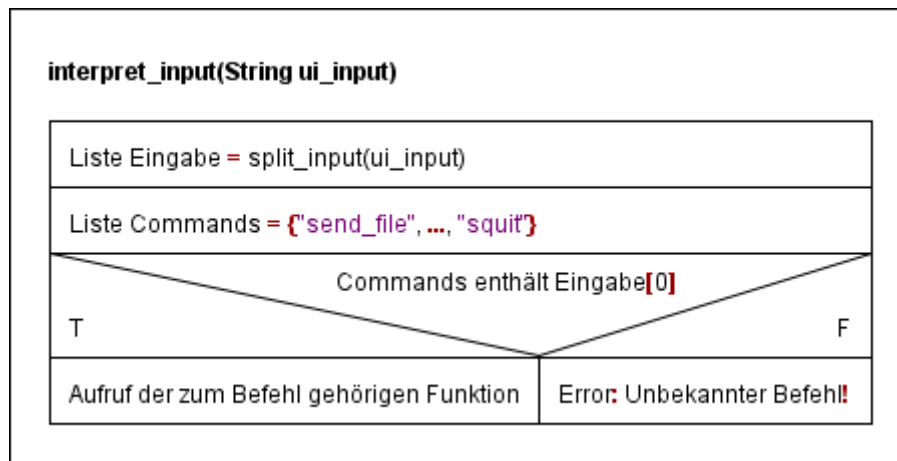 interpret_input(String ui_input)
Liste Eingabe = split_input(ui_input)
Liste Commands = {"send_file", ..., "squit"}
Commands enthält Eingabe[0]
T
F
Aufruf der zum Befehl gehörigen Funktion
Error: Unbekannter Befehl!